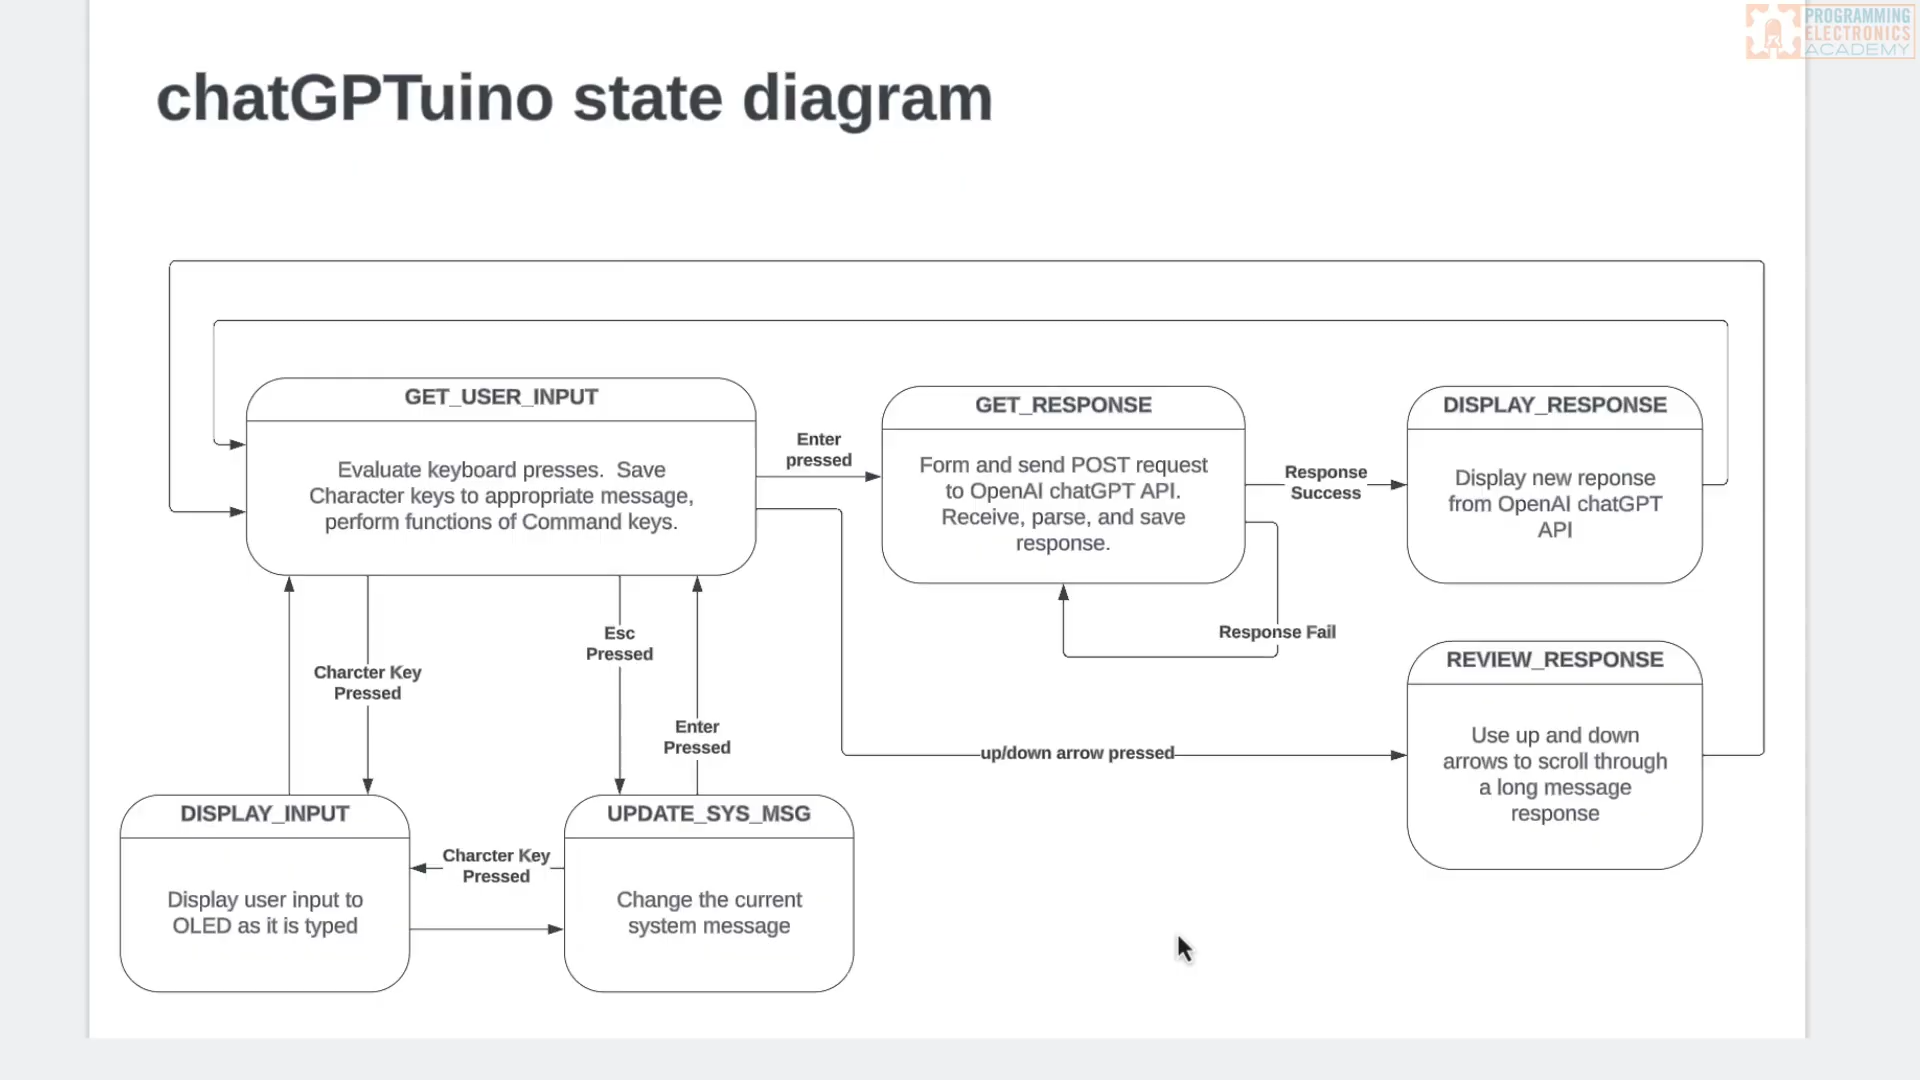 PROGRAMMING
ELECTRONICS
ACADEMY
chatGPTuino state diagram
GET_USER_INPUT
Evaluate keyboard presses.  Save
Character keys to appropriate message,
perform functions of Command keys.
Enter
pressed
GET_RESPONSE
Form and send POST request
to OpenAI chatGPT API.
Receive, parse, and save
response.
Response
Success
DISPLAY_RESPONSE
Display new reponse
from OpenAI chatGPT
API
Response Fail
Charcter Key
Pressed
Esc
Pressed
Enter
Pressed
up/down arrow pressed
REVIEW_RESPONSE
Use up and down
arrows to scroll through
a long message
response
DISPLAY_INPUT
Display user input to
OLED as it is typed
Charcter Key
Pressed
UPDATE_SYS_MSG
Change the current
system message